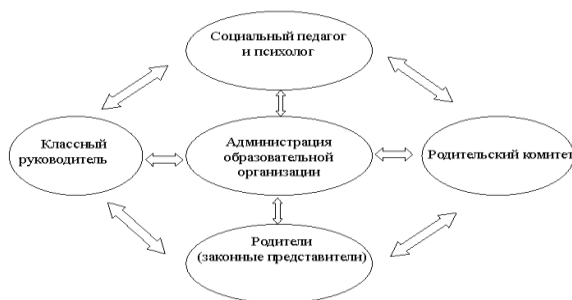 Социальный педагог
и психолог
Классный
руководитель
Администрация
образовательной
организации
Родительский комитет
Родители
(законные представители)